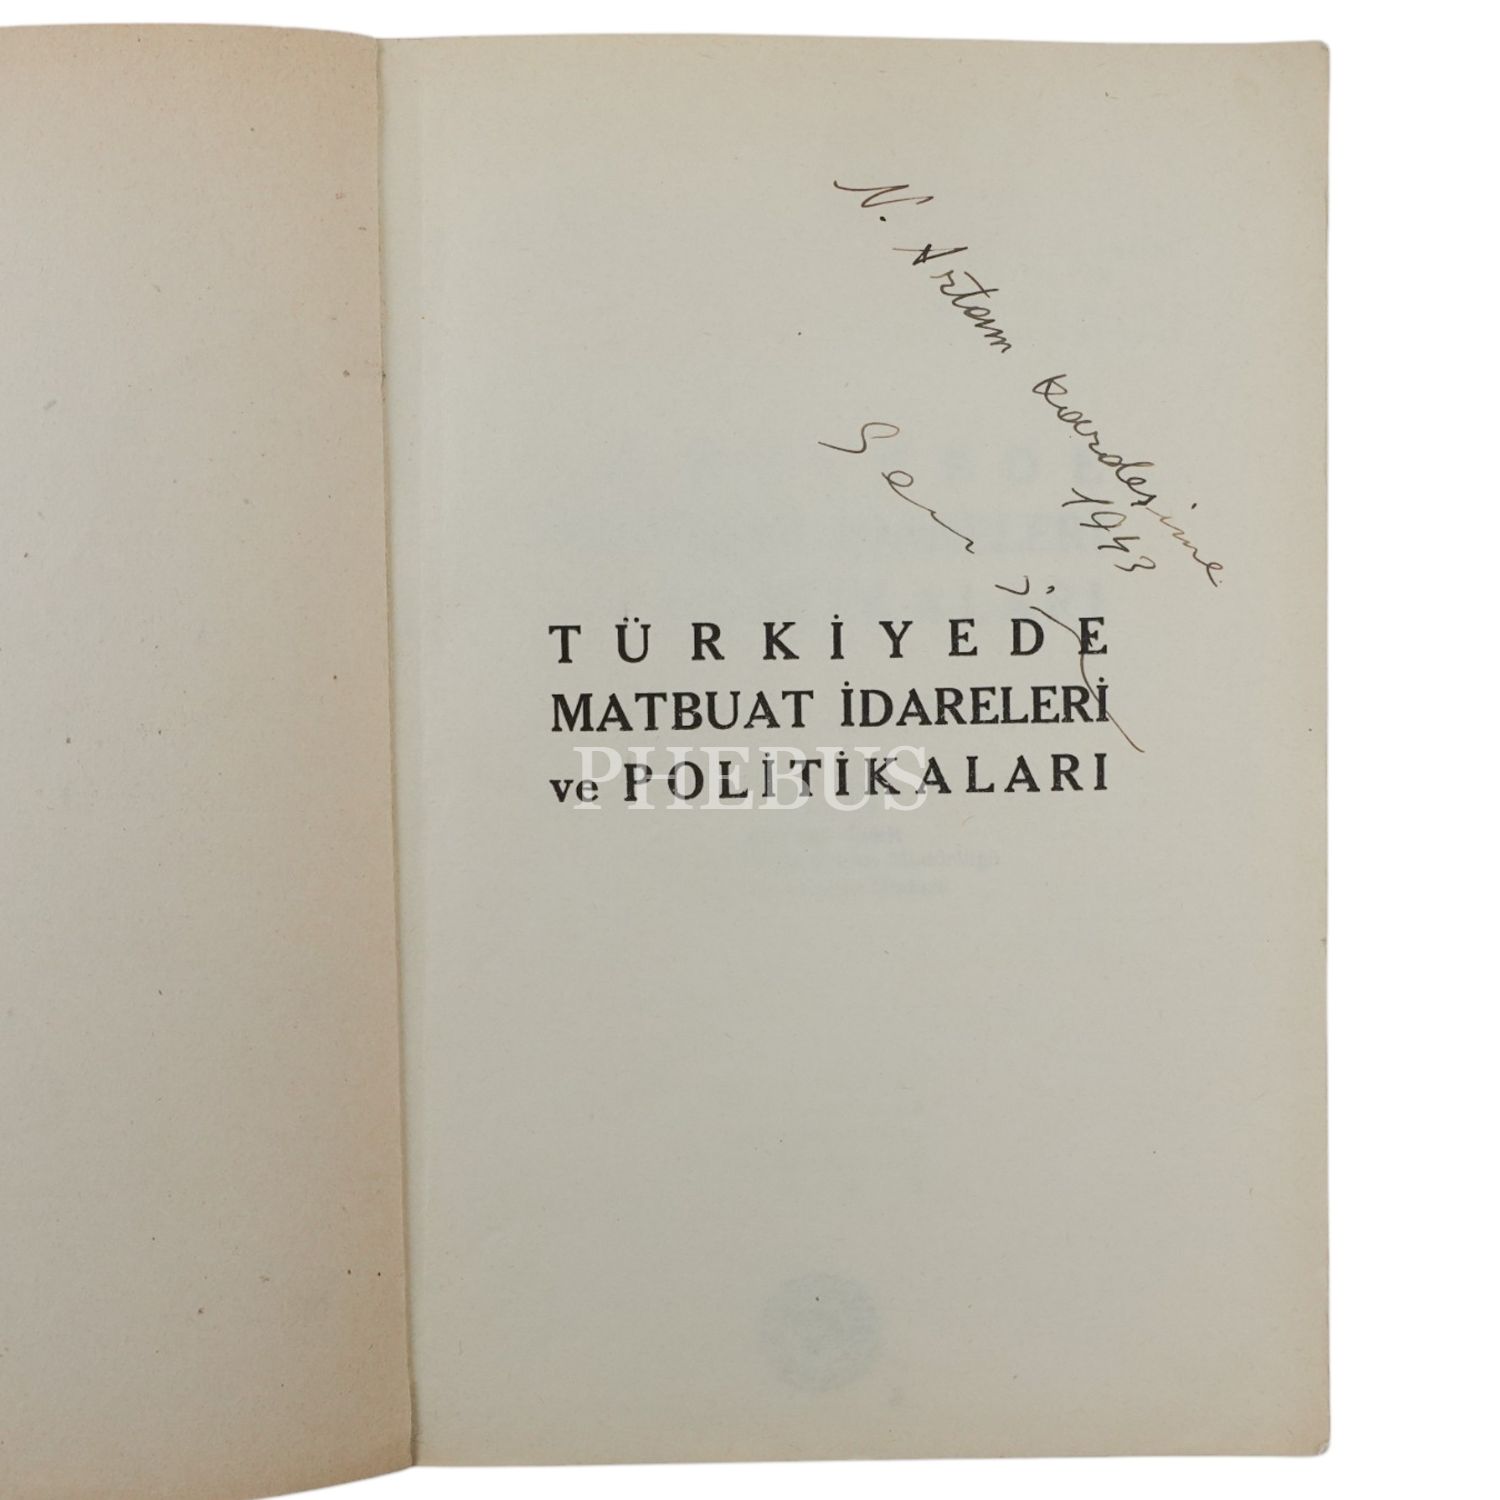 N. Artam kardeşime
1943
TÜRKİYEDE
MATBUAT İDARELERİ
ve POLİTİKALARI
PHEBUS